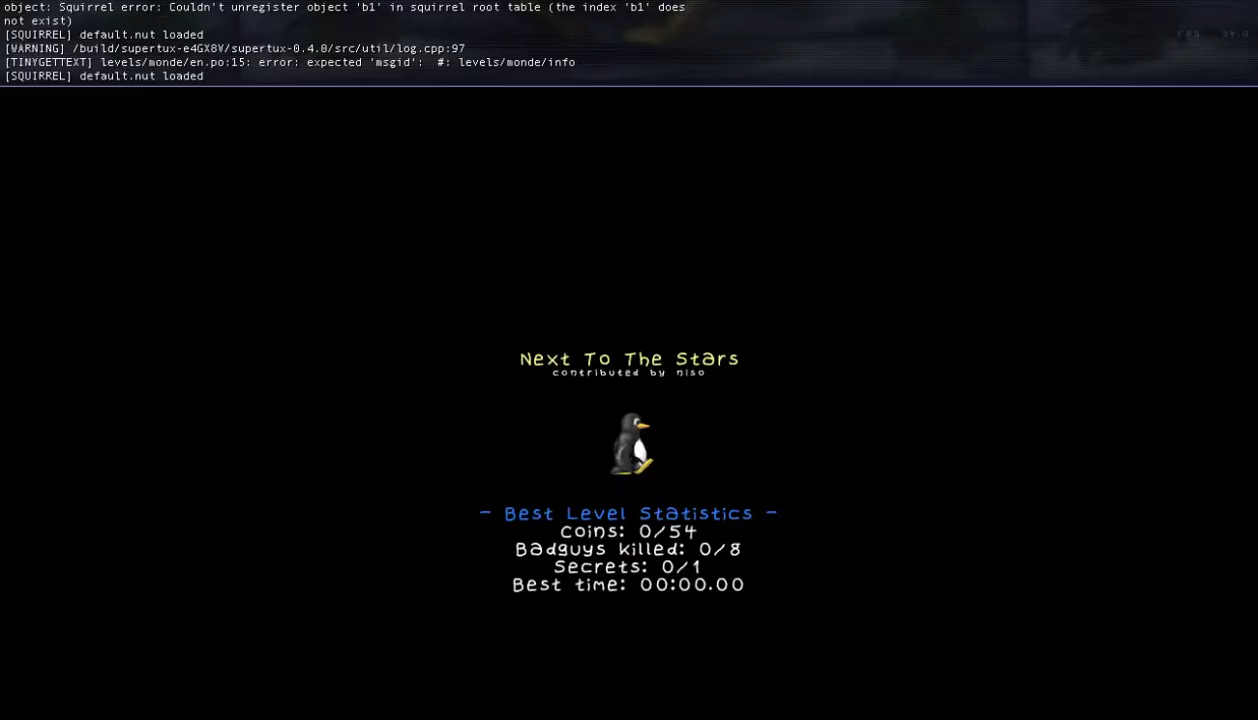 object: Squirrel error: Couldn't unregister object 'b1' in squirrel root table (the index 'b1' does
not exist)
[SQUIRREL] default.nut loaded
[WARNING] /build/supertux-e4GX8V/supertux-0.4.0/src/util/log.cpp:97
[TINYGETTEXT] levels/monde/en.po:15: error: expected 'msgid':  #: levels/monde/info
[SQUIRREL] default.nut loaded
FPS
Next To The Stars
contributed by niso
- Best Level Statistics -
Coins: 0/54
Badguys killed: 0/8
Secrets: 0/1
Best time: 00:00.00